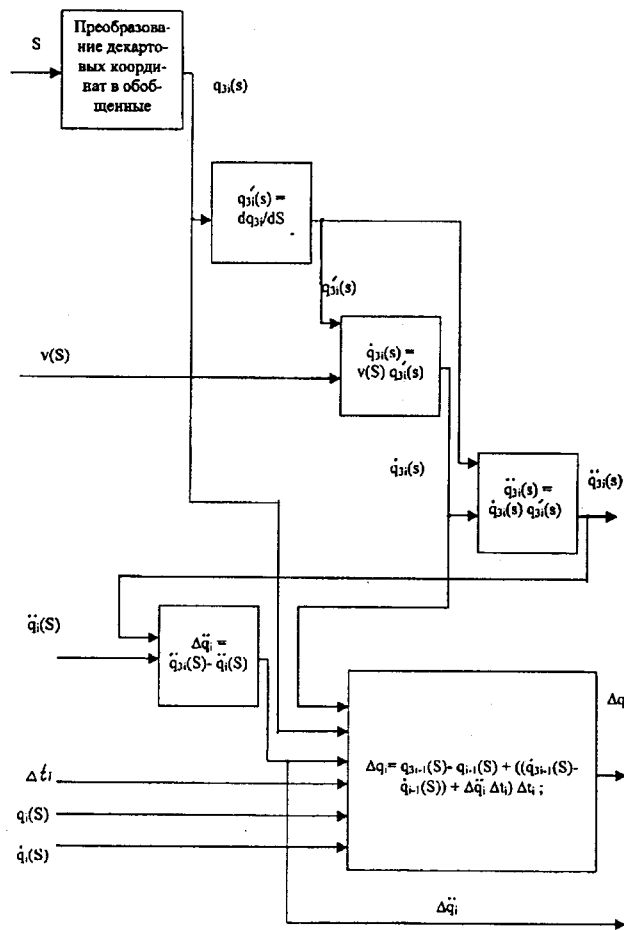 S
Преобразова-
ние декарто-
вых коорди-
нат в обоб-
щенные
q₃ᵢ(s)
q₃ᵢ′(s) =
dq₃ᵢ/dS
q₃ᵢ′(s)
v(S)
q̇₃ᵢ(s) =
v(S) q₃ᵢ′(s)
q̇₃ᵢ(s)
q̈₃ᵢ(s) =
q̇₃ᵢ(s) q₃ᵢ′(s)
q̈₃ᵢ(s)
q̈ᵢ(S)
Δq̈ᵢ =
q̈₃ᵢ(S)- q̈ᵢ(S)
Δq
Δqᵢ= q₃ᵢ₋₁(S)- qᵢ₋₁(S) + ((q̇₃ᵢ₋₁(S)-
q̇ᵢ₋₁(S)) + Δq̈ᵢ Δtᵢ) Δtᵢ ;
Δtᵢ
qᵢ(S)
q̇ᵢ(S)
Δq̈ᵢ